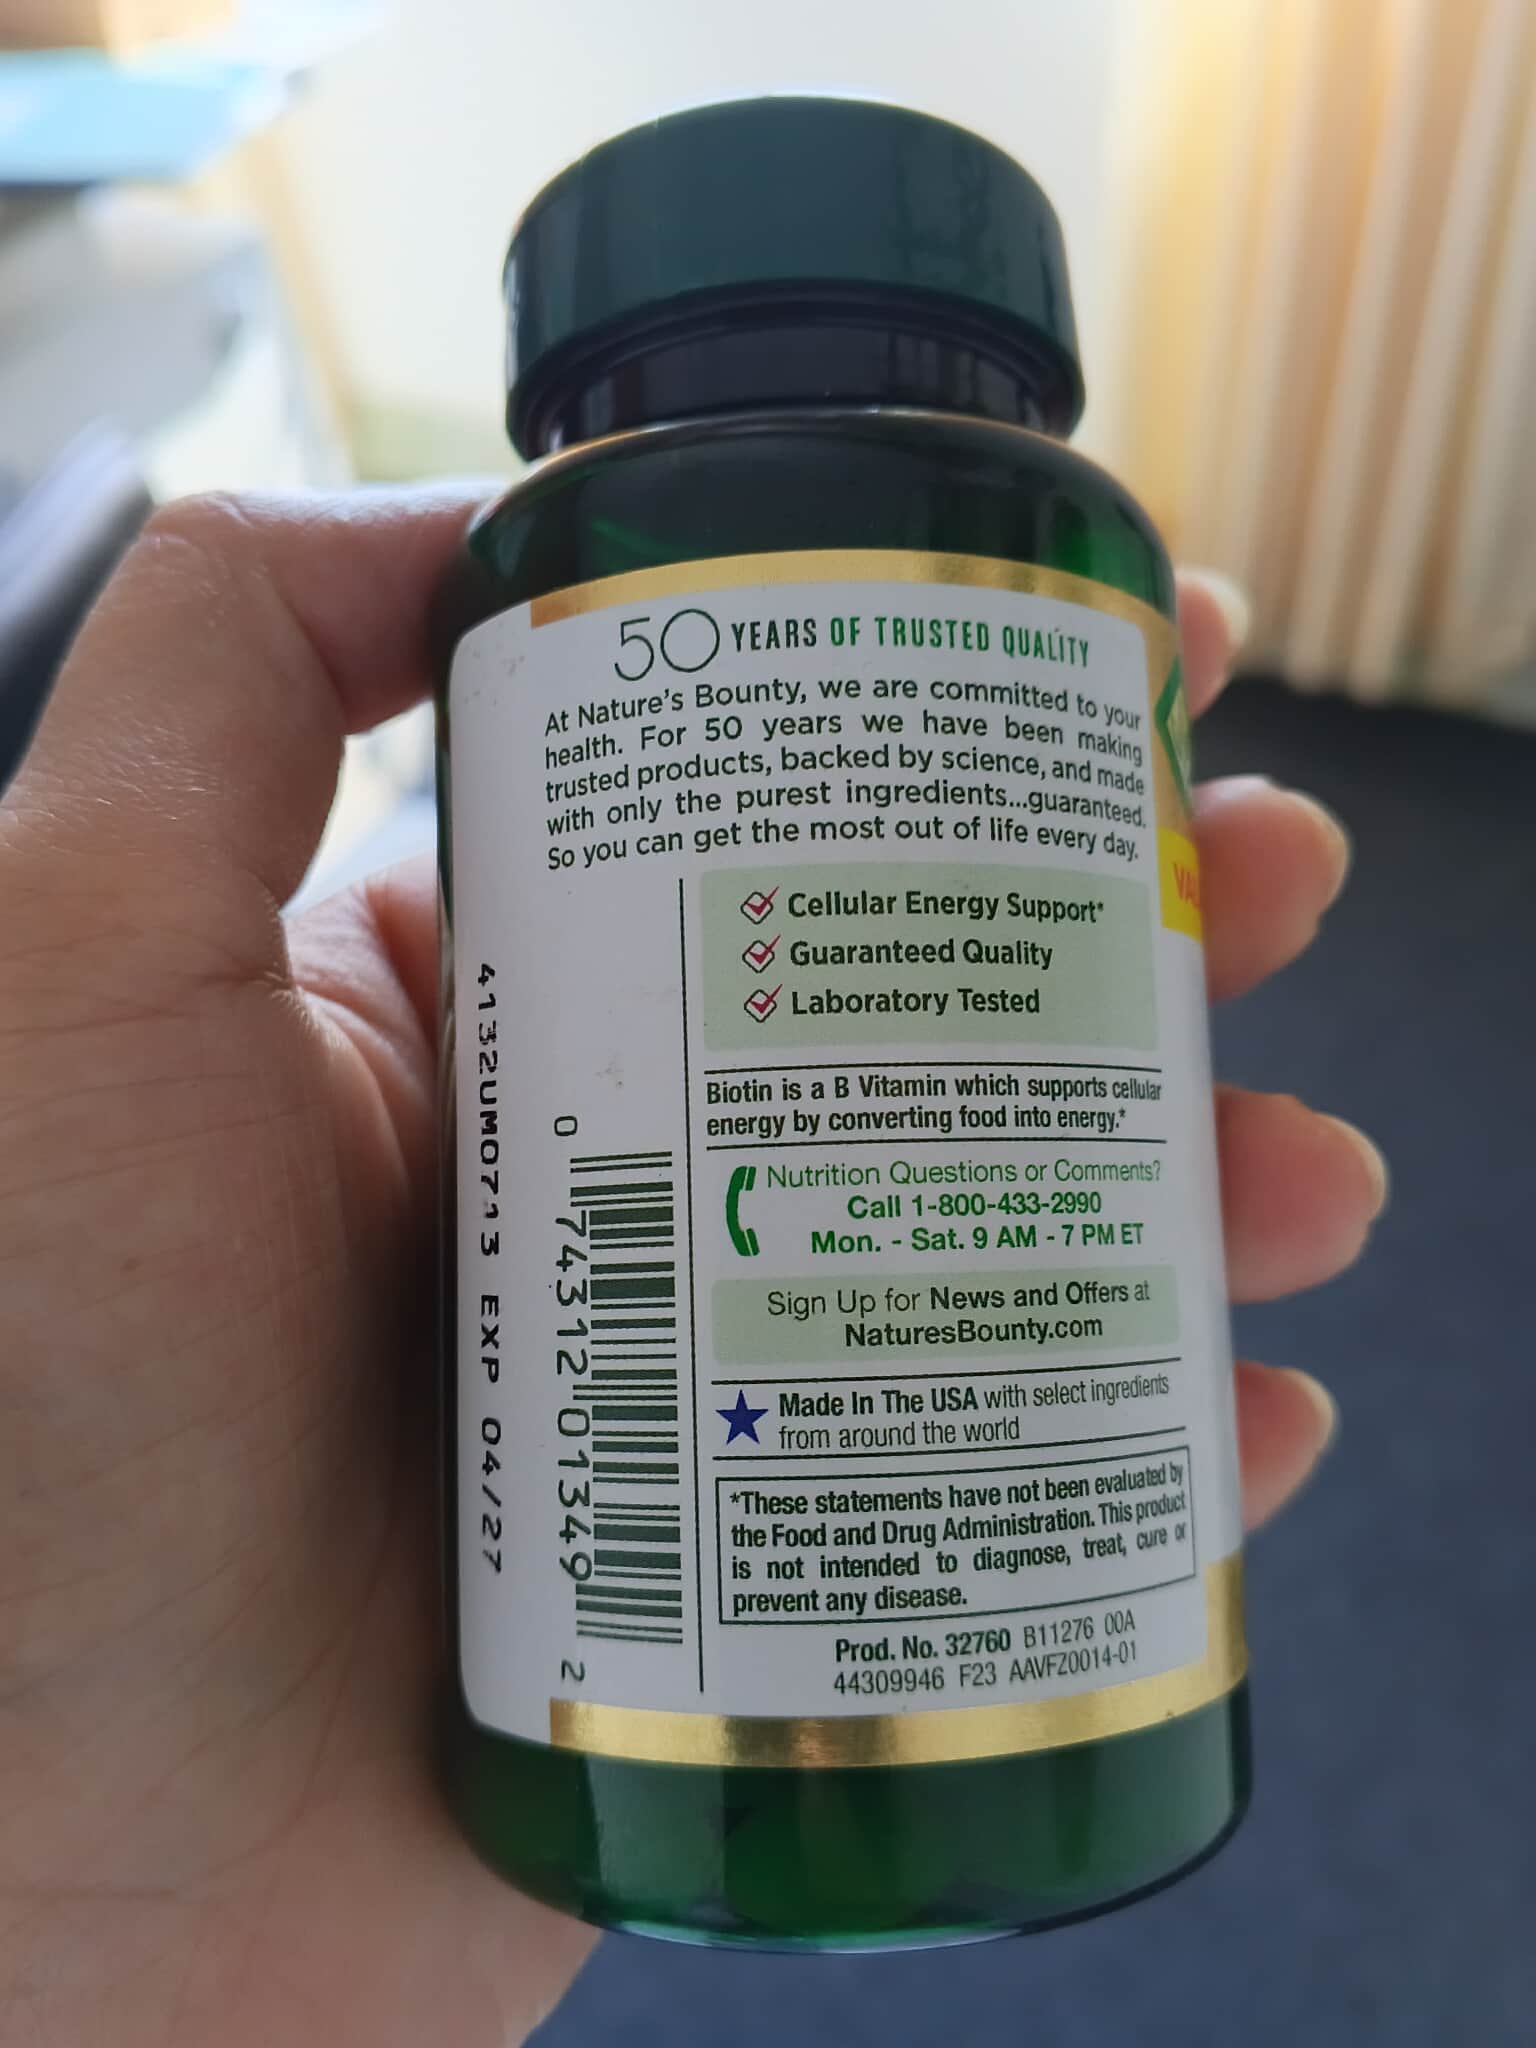 50 YEARS OF TRUSTED QUALITY
At Nature's Bounty, we are committed to your
health. For 50 years we have been making
trusted products, backed by science, and made
with only the purest ingredients...guaranteed.
So you can get the most out of life every day.
Cellular Energy Support*
Guaranteed Quality
Laboratory Tested
Biotin is a B Vitamin which supports cellular
energy by converting food into energy.*
Nutrition Questions or Comments?
Call 1-800-433-2990
Mon. - Sat. 9 AM - 7 PM ET
Sign Up for News and Offers at
NaturesBounty.com
Made In The USA with select ingredients
from around the world
*These statements have not been evaluated by
the Food and Drug Administration. This product
is not intended to diagnose, treat, cure or
prevent any disease.
Prod. No. 32760 B11276 00A
44309946 F23 AAVFZ0014-01
0 74312 01349 2
4132UM0713 EXP 04/27